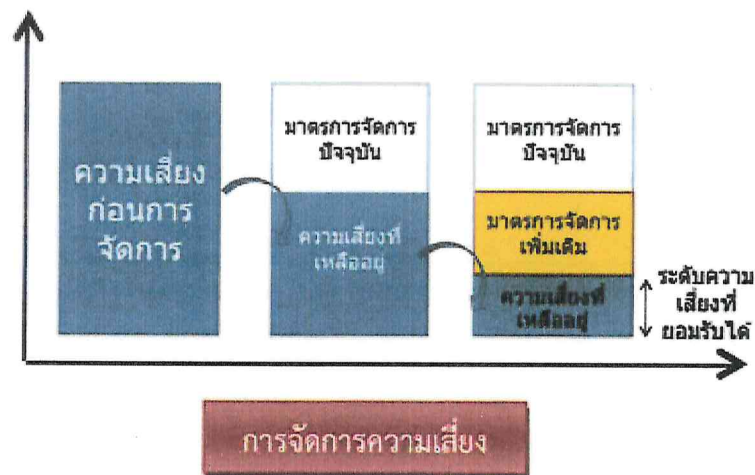 ความเสี่ยง
ก่อนการ
จัดการ
มาตรการจัดการ
ปัจจุบัน
ความเสี่ยงที่
เหลืออยู่
มาตรการจัดการ
ปัจจุบัน
มาตรการจัดการ
เพิ่มเติม
ความเสี่ยงที่
เหลืออยู่
ระดับความ
เสี่ยงที่
ยอมรับได้
การจัดการความเสี่ยง